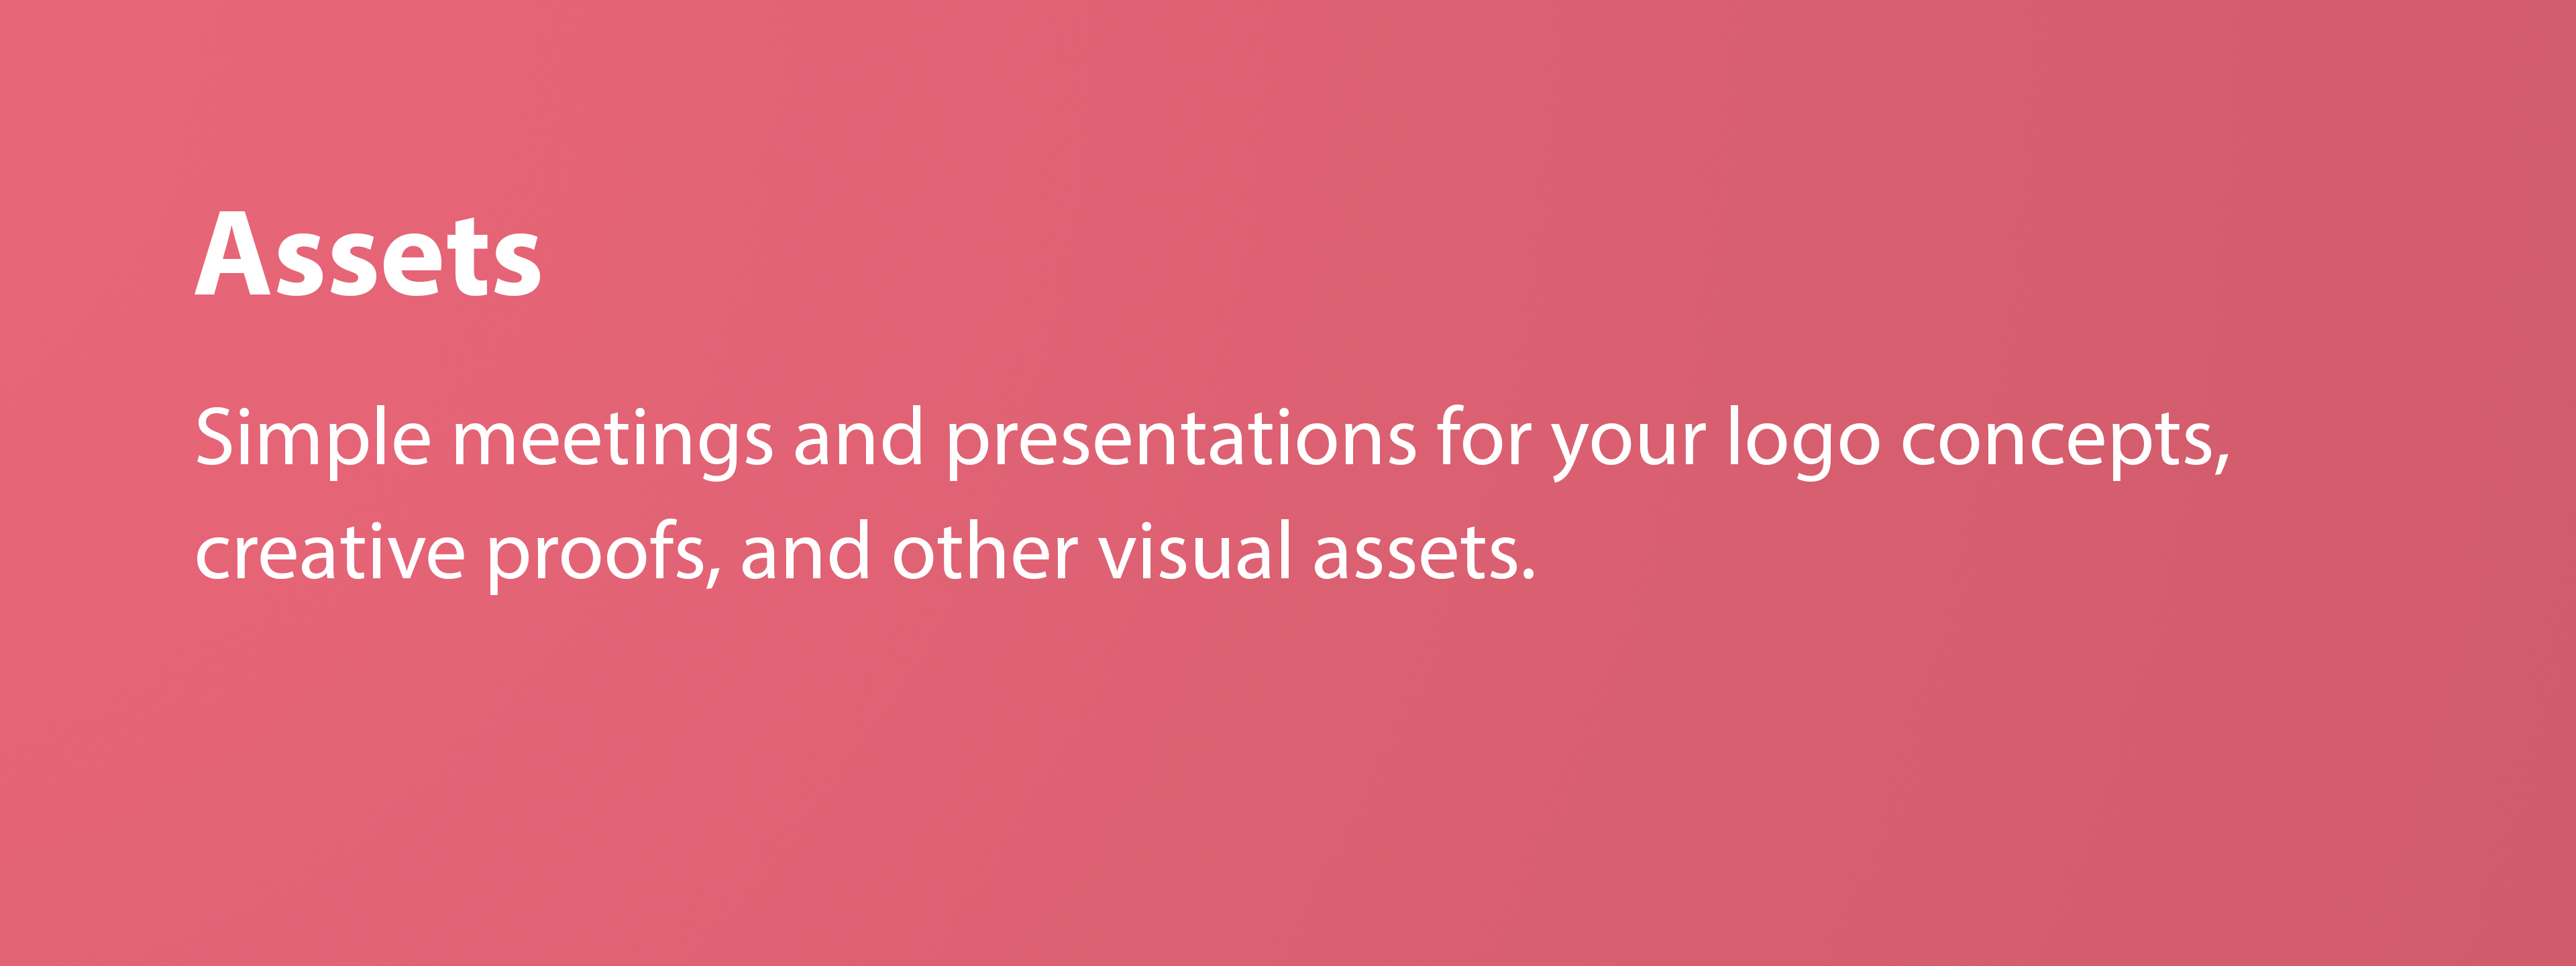 Assets
Simple meetings and presentations for your logo concepts,
creative proofs, and other visual assets.